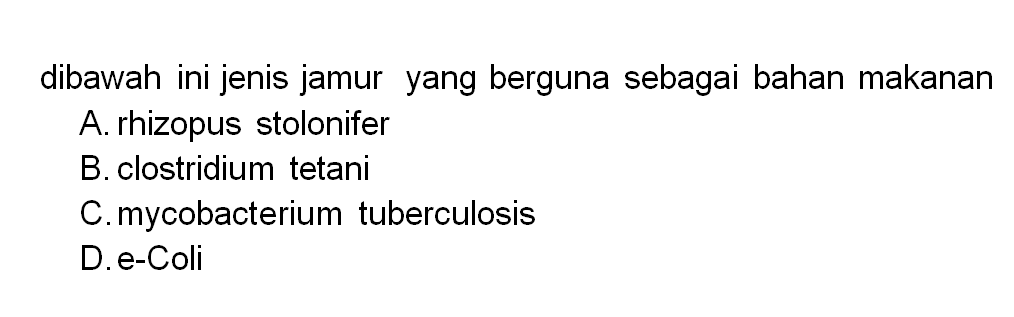 dibawah ini jenis jamur yang berguna sebagai bahan makanan
A. rhizopus stolonifer
B. clostridium tetani
C. mycobacterium tuberculosis
D. e-Coli